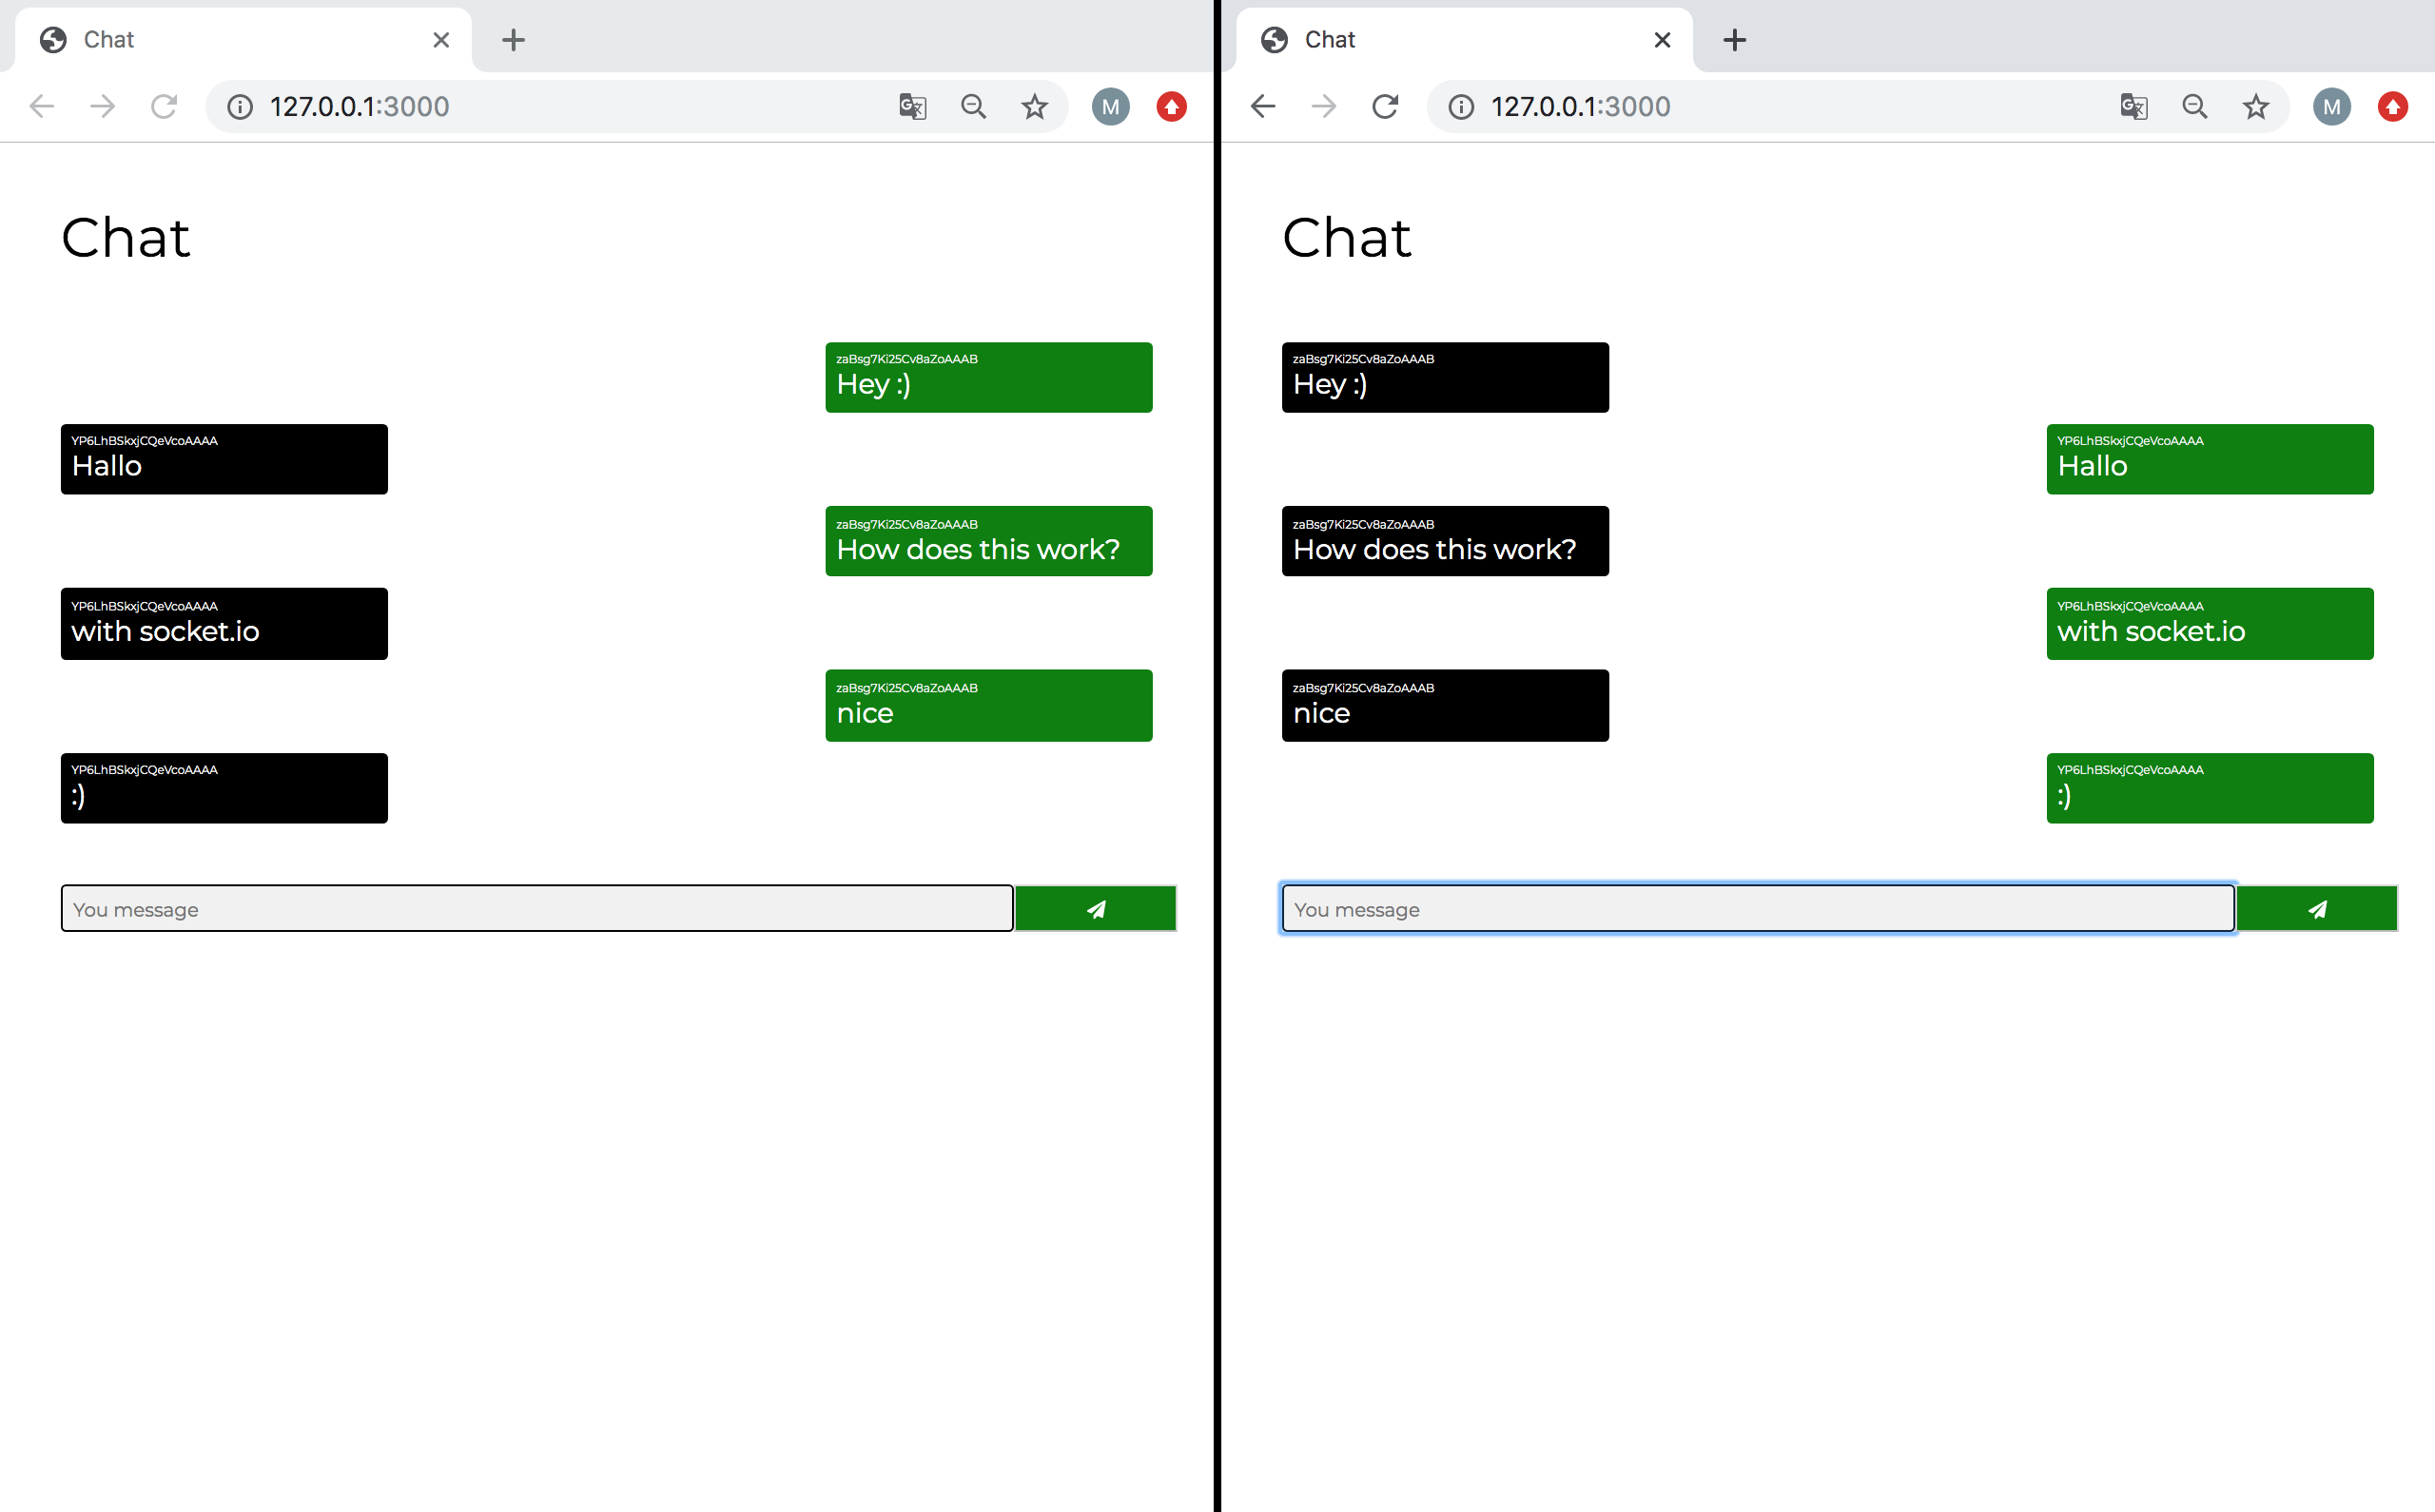 Chat
127.0.0.1:3000
M
Chat
zaBsg7Ki25Cv8aZoAAAB
Hey :)
YP6LhBSkxjCQeVcoAAAA
Hallo
zaBsg7Ki25Cv8aZoAAAB
How does this work?
YP6LhBSkxjCQeVcoAAAA
with socket.io
zaBsg7Ki25Cv8aZoAAAB
nice
YP6LhBSkxjCQeVcoAAAA
:)
You message
Chat
127.0.0.1:3000
M
Chat
zaBsg7Ki25Cv8aZoAAAB
Hey :)
YP6LhBSkxjCQeVcoAAAA
Hallo
zaBsg7Ki25Cv8aZoAAAB
How does this work?
YP6LhBSkxjCQeVcoAAAA
with socket.io
zaBsg7Ki25Cv8aZoAAAB
nice
YP6LhBSkxjCQeVcoAAAA
:)
You message